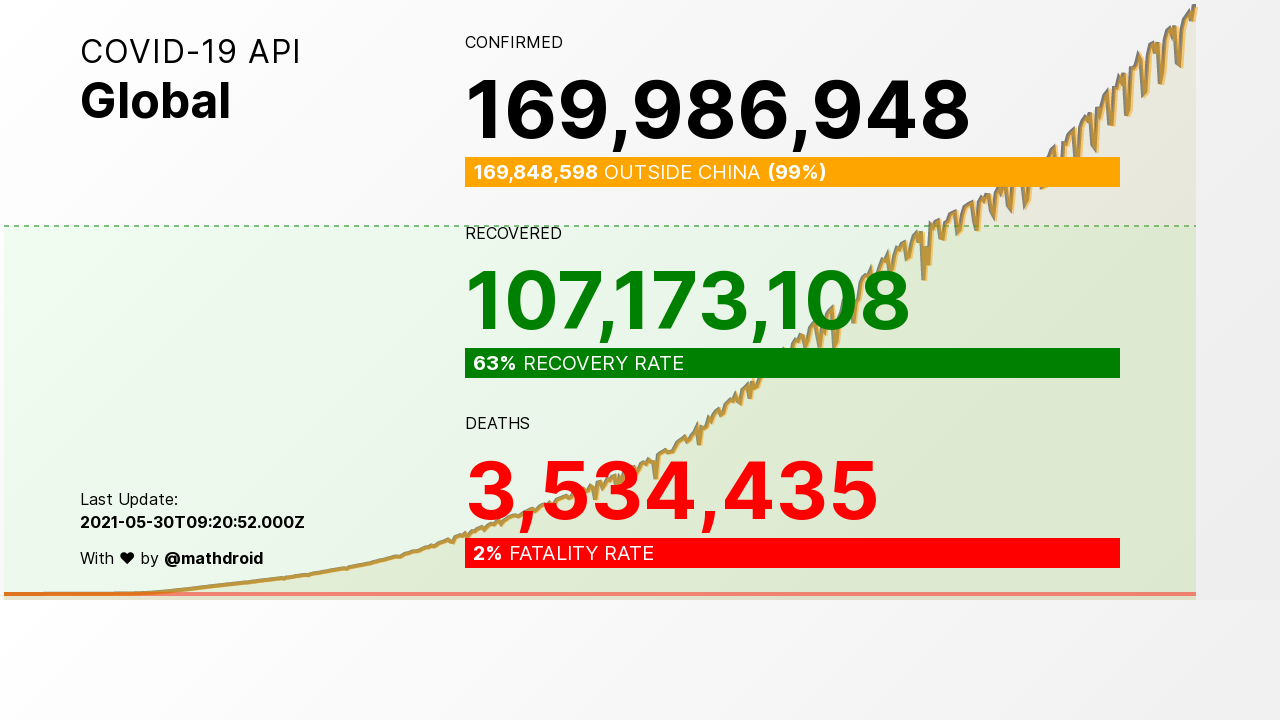 COVID-19 API
Global
CONFIRMED
169,986,948
169,848,598 OUTSIDE CHINA (99%)
RECOVERED
107,173,108
63% RECOVERY RATE
DEATHS
3,534,435
2% FATALITY RATE
Last Update:
2021-05-30T09:20:52.000Z
With ♥ by @mathdroid